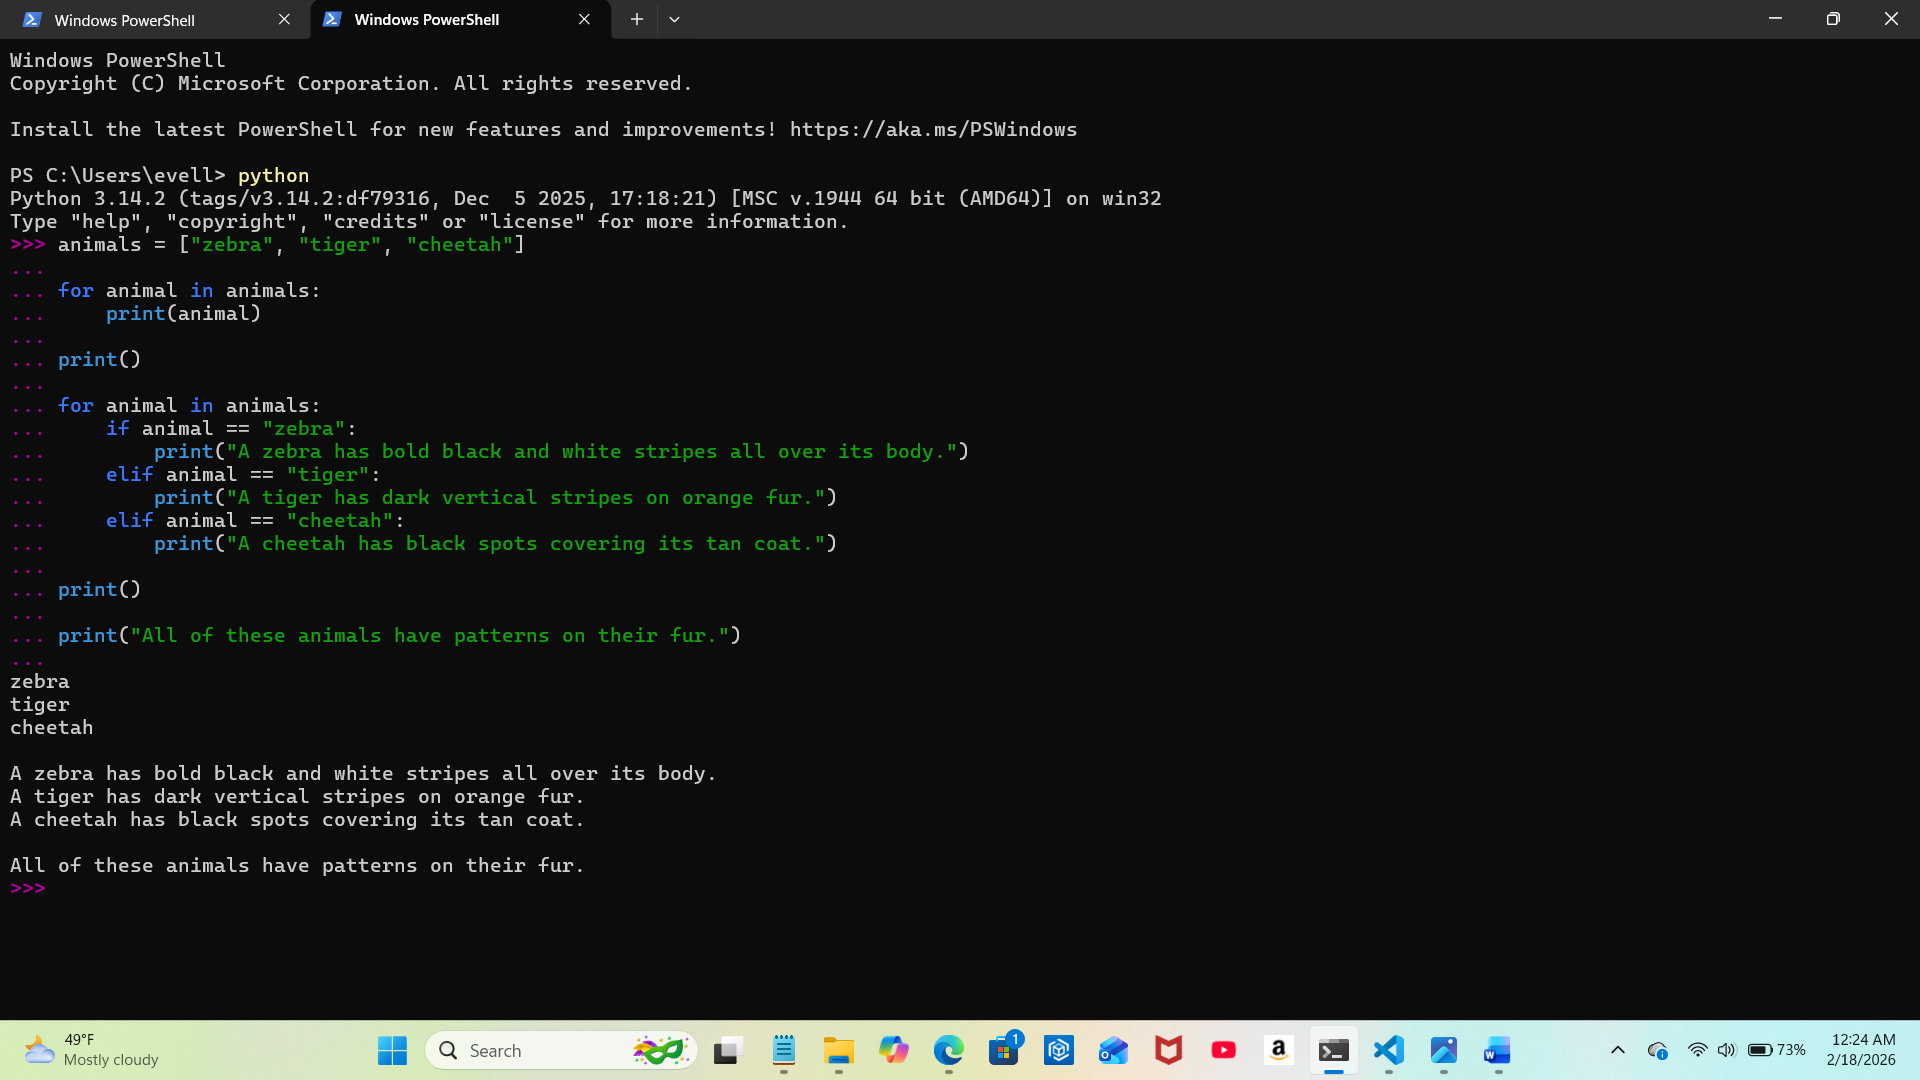 Windows PowerShell
Windows PowerShell
Windows PowerShell
Copyright (C) Microsoft Corporation. All rights reserved.
Install the latest PowerShell for new features and improvements! https://aka.ms/PSWindows
PS C:\Users\evell> python
Python 3.14.2 (tags/v3.14.2:df79316, Dec  5 2025, 17:18:21) [MSC v.1944 64 bit (AMD64)] on win32
Type "help", "copyright", "credits" or "license" for more information.
>>> animals = ["zebra", "tiger", "cheetah"]
...
... for animal in animals:
...     print(animal)
...
... print()
...
... for animal in animals:
...     if animal == "zebra":
...         print("A zebra has bold black and white stripes all over its body.")
...     elif animal == "tiger":
...         print("A tiger has dark vertical stripes on orange fur.")
...     elif animal == "cheetah":
...         print("A cheetah has black spots covering its tan coat.")
...
... print()
...
... print("All of these animals have patterns on their fur.")
...
zebra
tiger
cheetah
A zebra has bold black and white stripes all over its body.
A tiger has dark vertical stripes on orange fur.
A cheetah has black spots covering its tan coat.
All of these animals have patterns on their fur.
>>>
49°F
Mostly cloudy
Search
1
73%
12:24 AM
2/18/2026